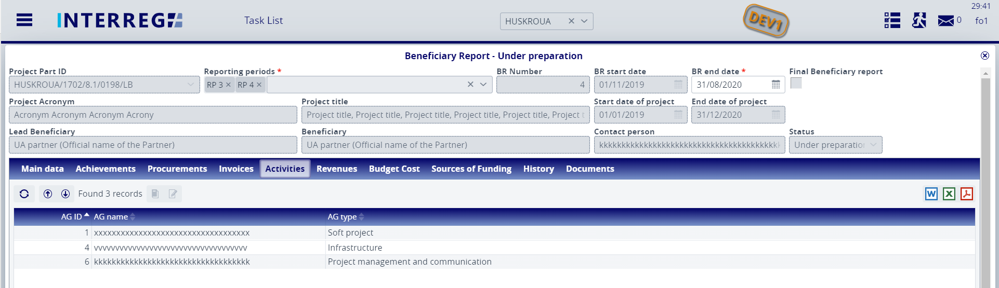 29:41
INTERREG Task List HUSKROUA DEV1 0 fo1
Beneficiary Report - Under preparation
Project Part ID Reporting periods * BR Number BR start date BR end date * Final Beneficiary report
HUSKROUA/1702/8.1/0198/LB RP 3 RP 4 4 01/11/2019 31/08/2020
Project Acronym Project title Start date of project End date of project
Acronym Acronym Acronym Acrony Project title, Project title, Project title, Project title, Project title, Project t 01/01/2019 31/12/2020
Lead Beneficiary Beneficiary Contact person Status
UA partner (Official name of the Partner) UA partner (Official name of the Partner) Under preparation
Main data Achievements Procurements Invoices Activities Revenues Budget Cost Sources of Funding History Documents
Found 3 records
AG ID AG name AG type
1 xxxxxxxxxxxxxxxxxxxxxxxxxxxxxxxxxxx Soft project
4 vvvvvvvvvvvvvvvvvvvvvvvvvvvvvvvvvvv Infrastructure
6 kkkkkkkkkkkkkkkkkkkkkkkkkkkkkkkkkkk Project management and communication